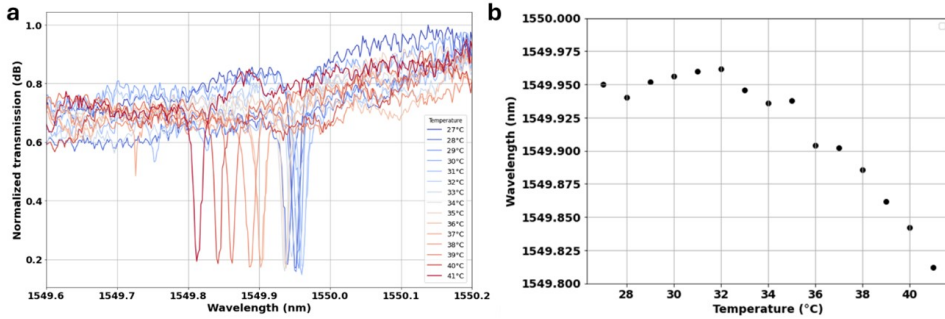 a
Normalized transmission (dB)
1.0
0.8
0.6
0.4
0.2
1549.6
1549.7
1549.8
1549.9
1550.0
1550.1
1550.2
Wavelength (nm)
Temperature
27°C
28°C
29°C
30°C
31°C
32°C
33°C
34°C
35°C
36°C
37°C
38°C
39°C
40°C
41°C
b
Wavelength (nm)
1550.000
1549.975
1549.950
1549.925
1549.900
1549.875
1549.850
1549.825
1549.800
28
30
32
34
36
38
40
Temperature (°C)